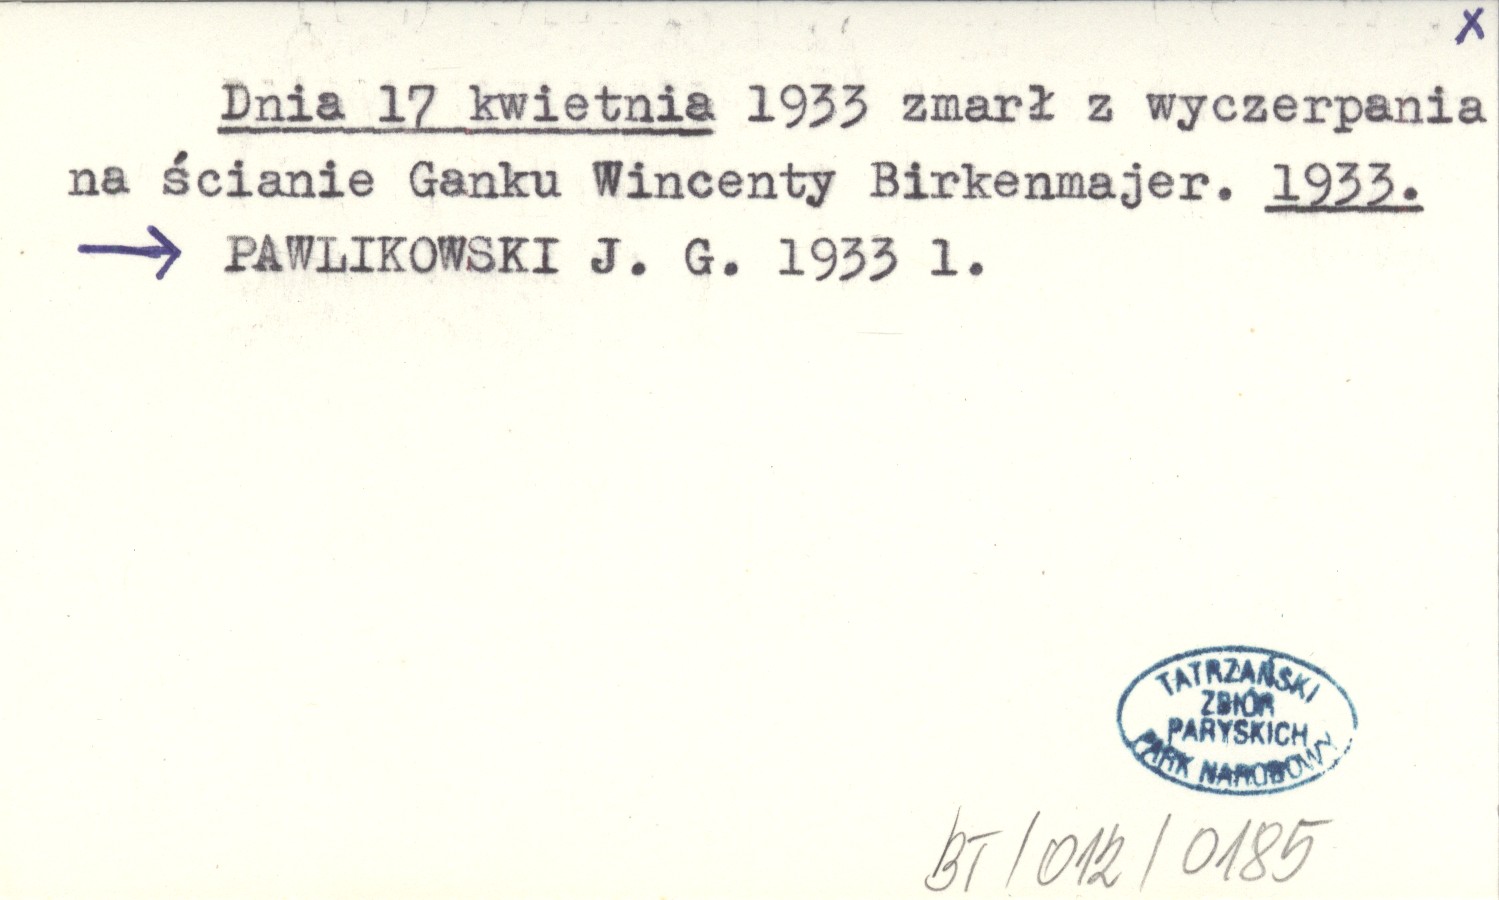 x
Dnia 17 kwietnia 1933 zmarł z wyczerpania
na ścianie Ganku Wincenty Birkenmajer. 1933.
→ PAWLIKOWSKI J. G. 1933 l.
TATRZAŃSKI
ZBIÓR
PARYSKICH
PARK NARODOWY
BT/012/0185